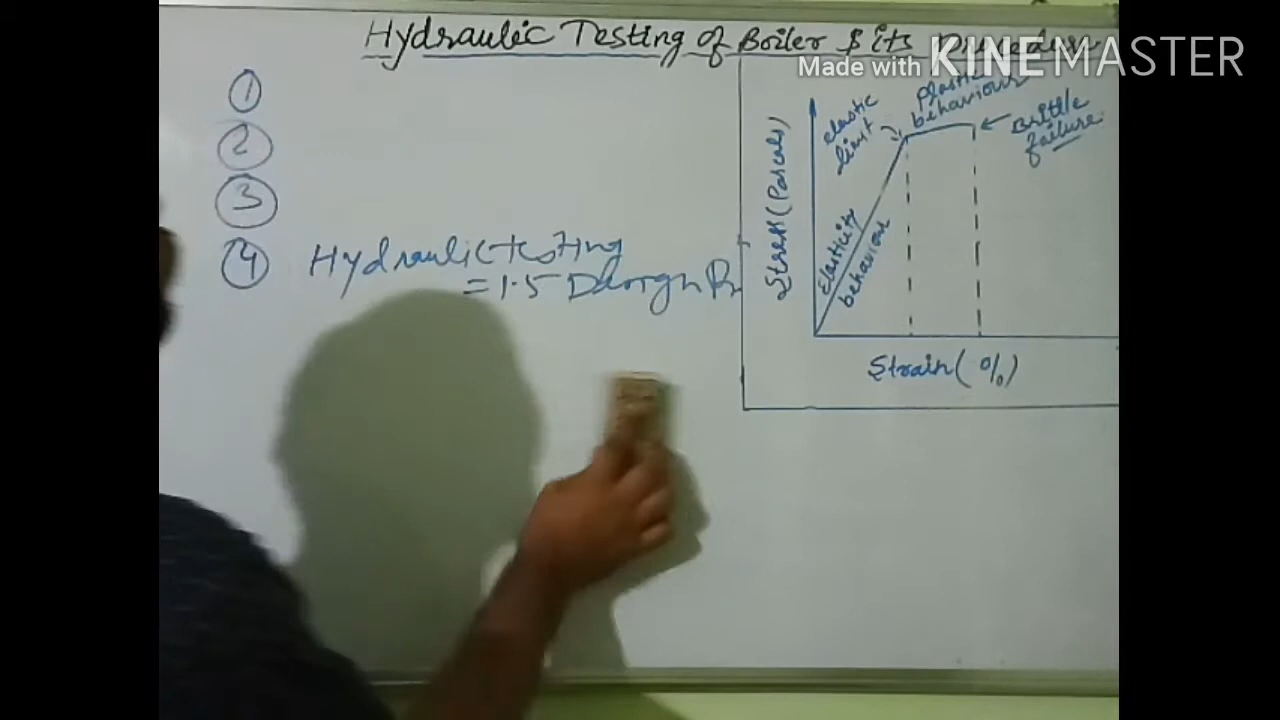 Hydraulic Testing of Boiler & its
Made with KINEMASTER
1
2
3
4 Hydraulic testing
= 1.5
Stress (Pascals)
elastic
limit
plastic
behaviour
Brittle
failure
Elasticity
behaviour
Strain (%)